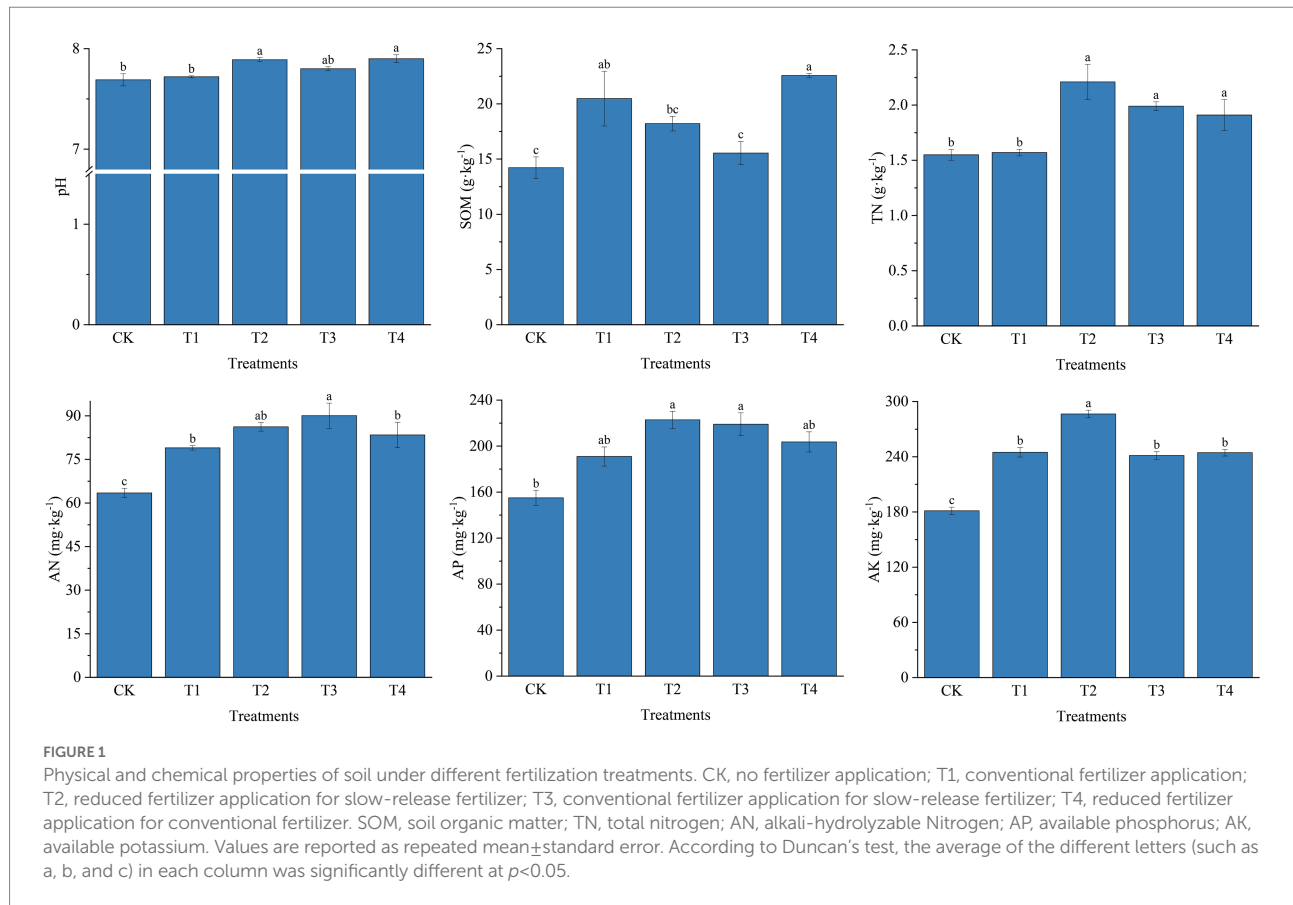 8
7
1
0
pH
b
b
a
ab
a
CK
T1
T2
T3
T4
Treatments
25
20
15
10
5
0
SOM (g·kg⁻¹)
c
ab
bc
c
a
CK
T1
T2
T3
T4
Treatments
2.5
2.0
1.5
1.0
0.5
0.0
TN (g·kg⁻¹)
b
b
a
a
a
CK
T1
T2
T3
T4
Treatments
90
75
60
45
30
15
0
AN (mg·kg⁻¹)
c
b
ab
a
b
CK
T1
T2
T3
T4
Treatments
240
200
160
120
80
40
0
AP (mg·kg⁻¹)
b
ab
a
a
ab
CK
T1
T2
T3
T4
Treatments
300
240
180
120
60
0
AK (mg·kg⁻¹)
c
b
a
b
b
CK
T1
T2
T3
T4
Treatments
FIGURE 1
Physical and chemical properties of soil under different fertilization treatments. CK, no fertilizer application; T1, conventional fertilizer application;
T2, reduced fertilizer application for slow-release fertilizer; T3, conventional fertilizer application for slow-release fertilizer; T4, reduced fertilizer
application for conventional fertilizer. SOM, soil organic matter; TN, total nitrogen; AN, alkali-hydrolyzable Nitrogen; AP, available phosphorus; AK,
available potassium. Values are reported as repeated mean±standard error. According to Duncan's test, the average of the different letters (such as
a, b, and c) in each column was significantly different at p<0.05.